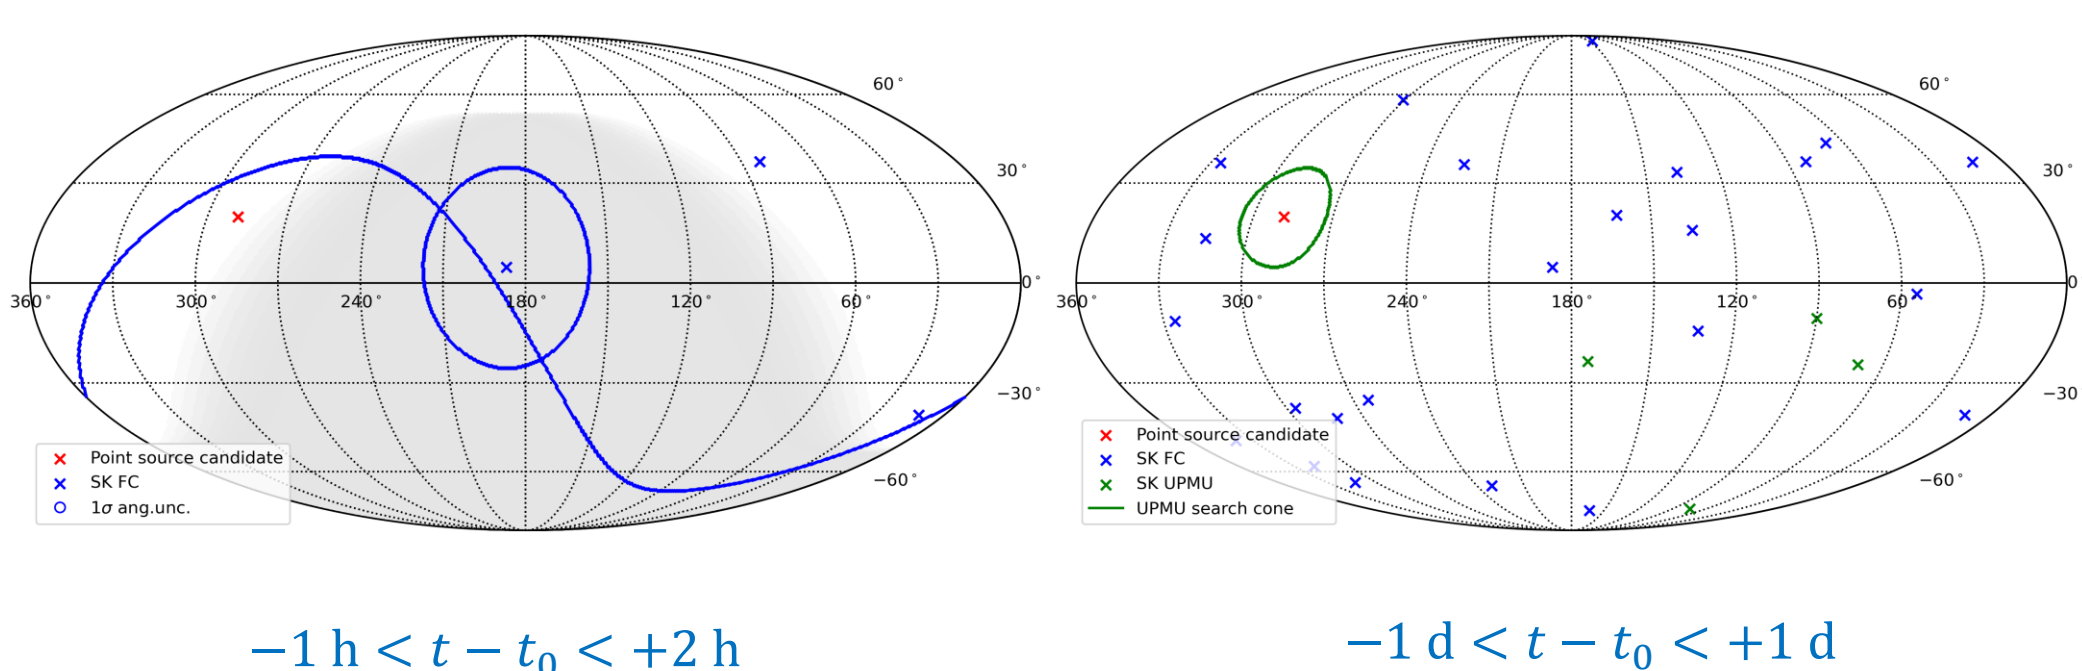 60°
30°
360° 300° 240° 180° 120° 60° 0°
−30°
−60°
Point source candidate
SK FC
1σ ang.unc.
−1 h < t − t₀ < +2 h
60°
30°
360° 300° 240° 180° 120° 60° 0
−30
−60°
Point source candidate
SK FC
SK UPMU
UPMU search cone
−1 d < t − t₀ < +1 d